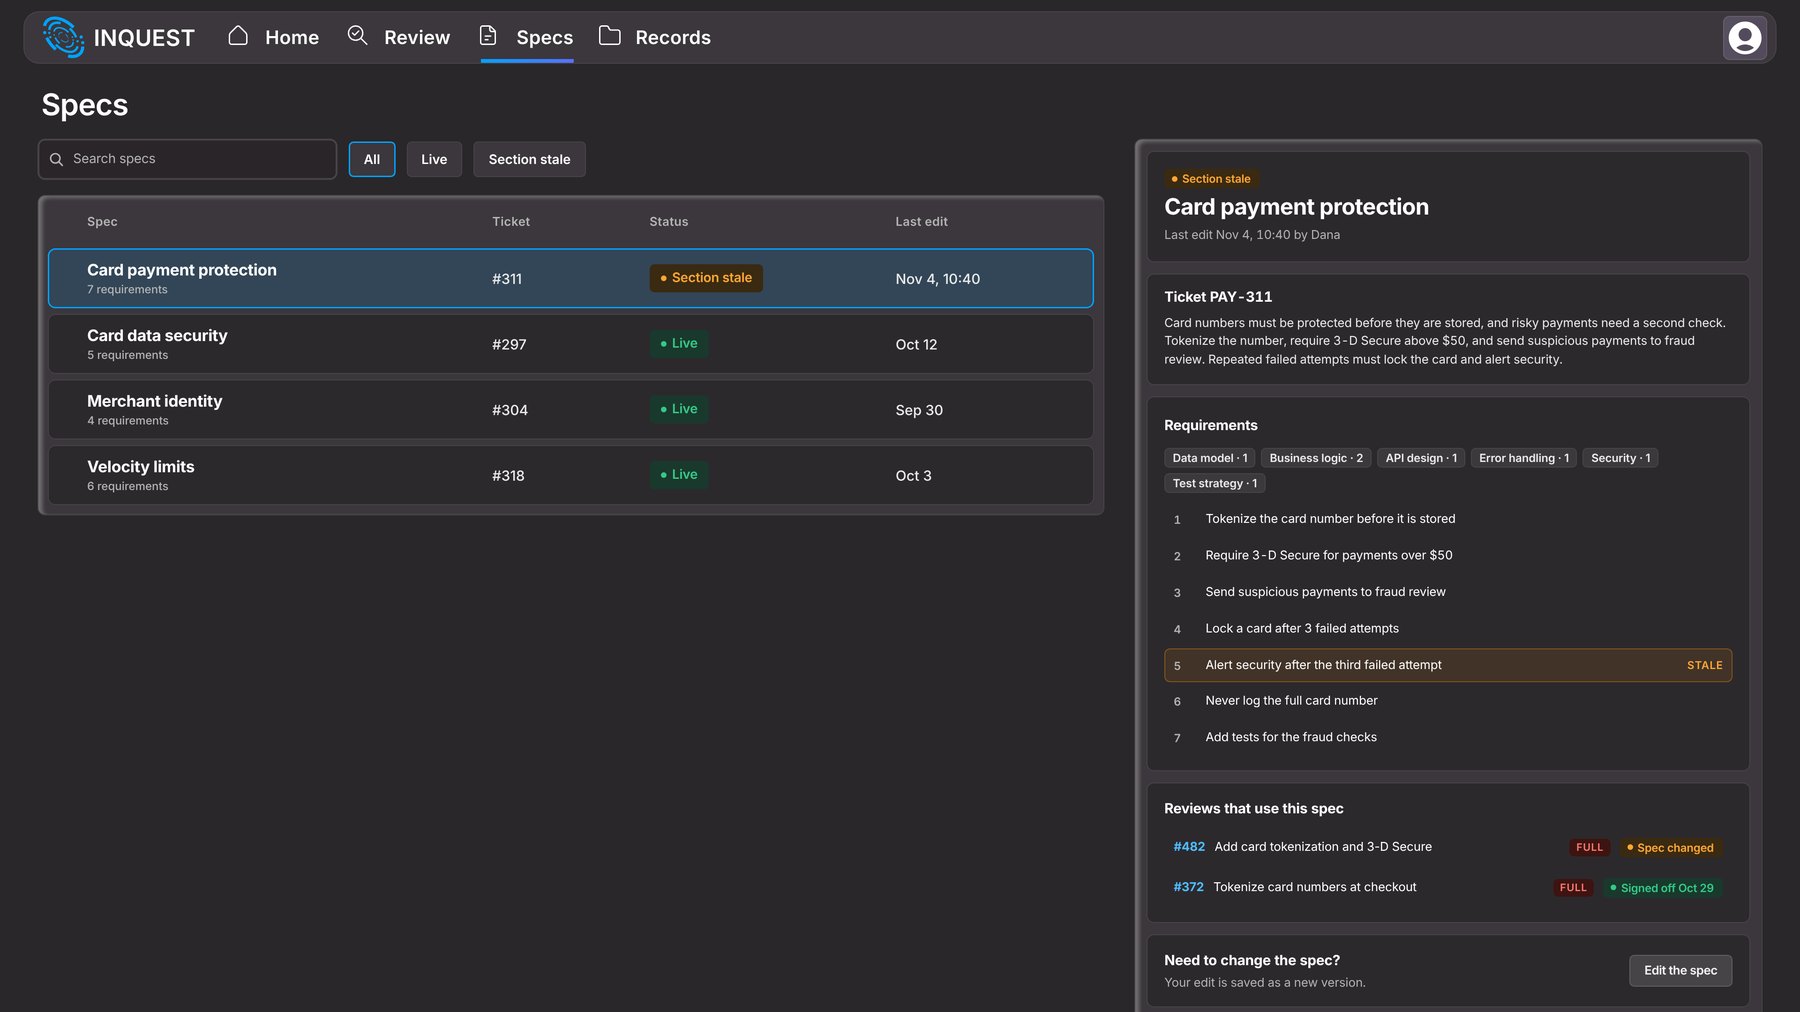 INQUEST
Home
Review
Specs
Records
Specs
Search specs
All
Live
Section stale
Spec
Ticket
Status
Last edit
Card payment protection
7 requirements
#311
Section stale
Nov 4, 10:40
Card data security
5 requirements
#297
Live
Oct 12
Merchant identity
4 requirements
#304
Live
Sep 30
Velocity limits
6 requirements
#318
Live
Oct 3
Section stale
Card payment protection
Last edit Nov 4, 10:40 by Dana
Ticket PAY-311
Card numbers must be protected before they are stored, and risky payments need a second check.
Tokenize the number, require 3-D Secure above $50, and send suspicious payments to fraud
review. Repeated failed attempts must lock the card and alert security.
Requirements
Data model · 1
Business logic · 2
API design · 1
Error handling · 1
Security · 1
Test strategy · 1
1 Tokenize the card number before it is stored
2 Require 3-D Secure for payments over $50
3 Send suspicious payments to fraud review
4 Lock a card after 3 failed attempts
5 Alert security after the third failed attempt STALE
6 Never log the full card number
7 Add tests for the fraud checks
Reviews that use this spec
#482 Add card tokenization and 3-D Secure FULL Spec changed
#372 Tokenize card numbers at checkout FULL Signed off Oct 29
Need to change the spec?
Your edit is saved as a new version.
Edit the spec